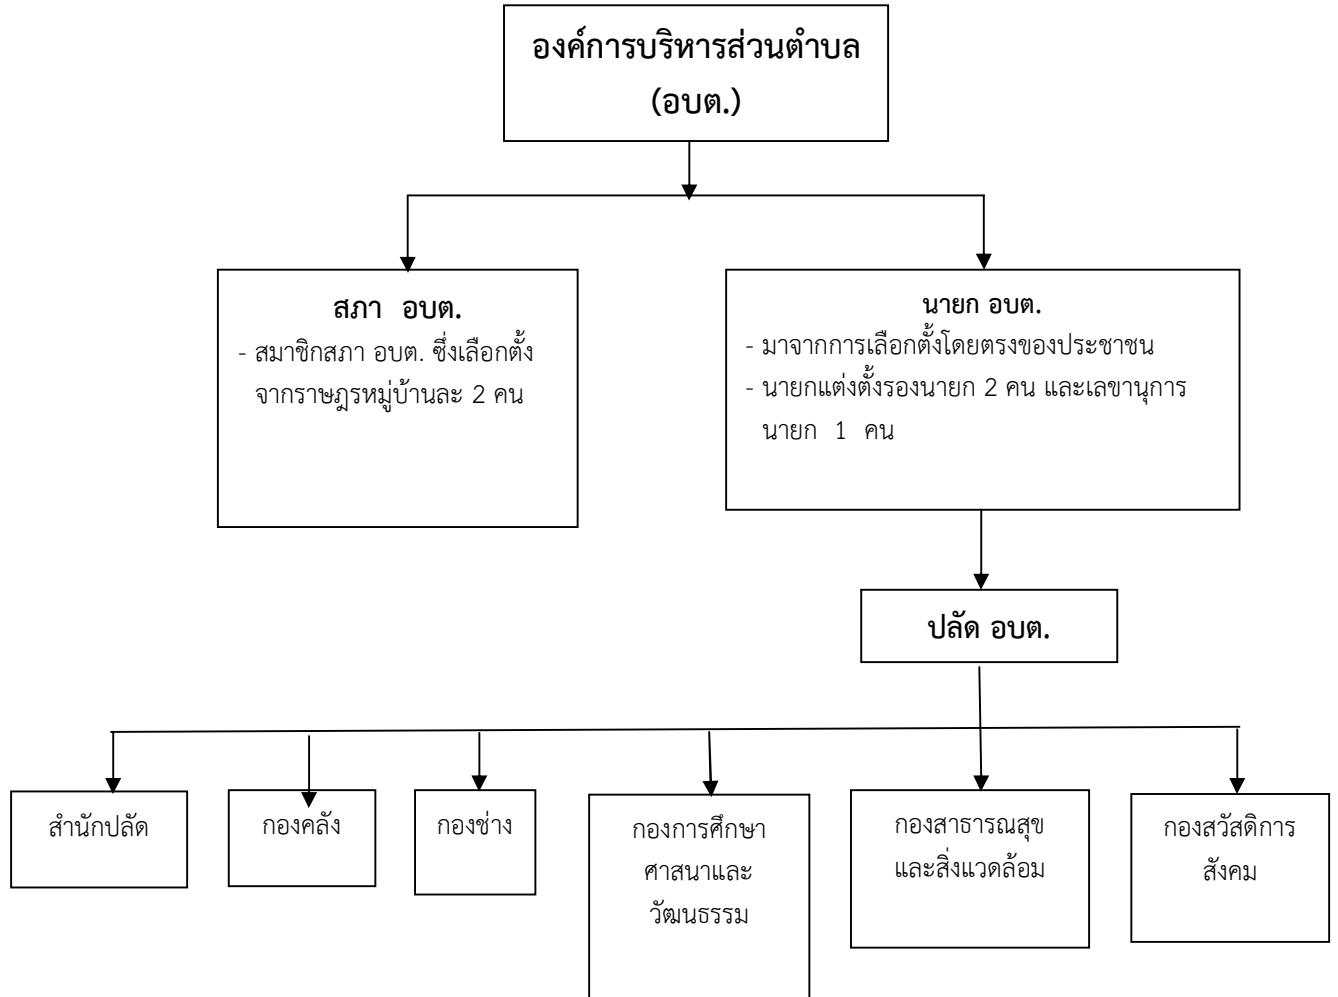 องค์การบริหารส่วนตำบล
(อบต.)
สภา อบต.
- สมาชิกสภา อบต. ซึ่งเลือกตั้ง
จากราษฎรหมู่บ้านละ 2 คน
นายก อบต.
- มาจากการเลือกตั้งโดยตรงของประชาชน
- นายกแต่งตั้งรองนายก 2 คน และเลขานุการ
นายก 1 คน
ปลัด อบต.
สำนักปลัด
กองคลัง
กองช่าง
กองการศึกษา
ศาสนาและ
วัฒนธรรม
กองสาธารณสุข
และสิ่งแวดล้อม
กองสวัสดิการ
สังคม